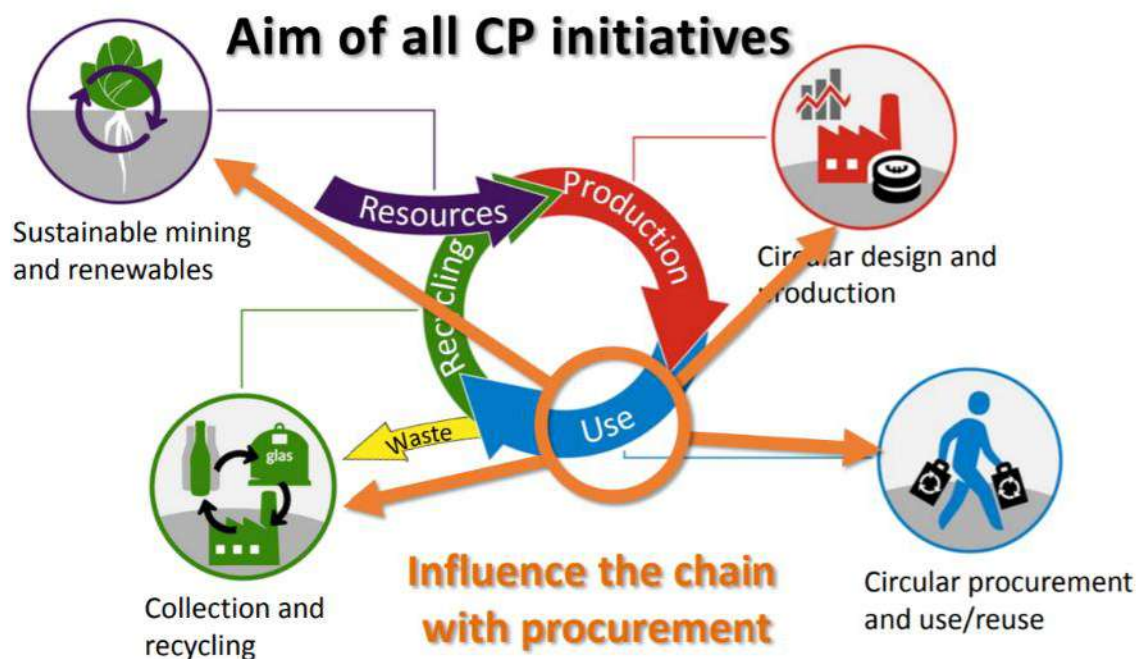 Aim of all CP initiatives
Sustainable mining
and renewables
Resources
Production
Circular design and
production
Recycling
Use
Waste
glas
Collection and
recycling
Influence the chain
with procurement
Circular procurement
and use/reuse